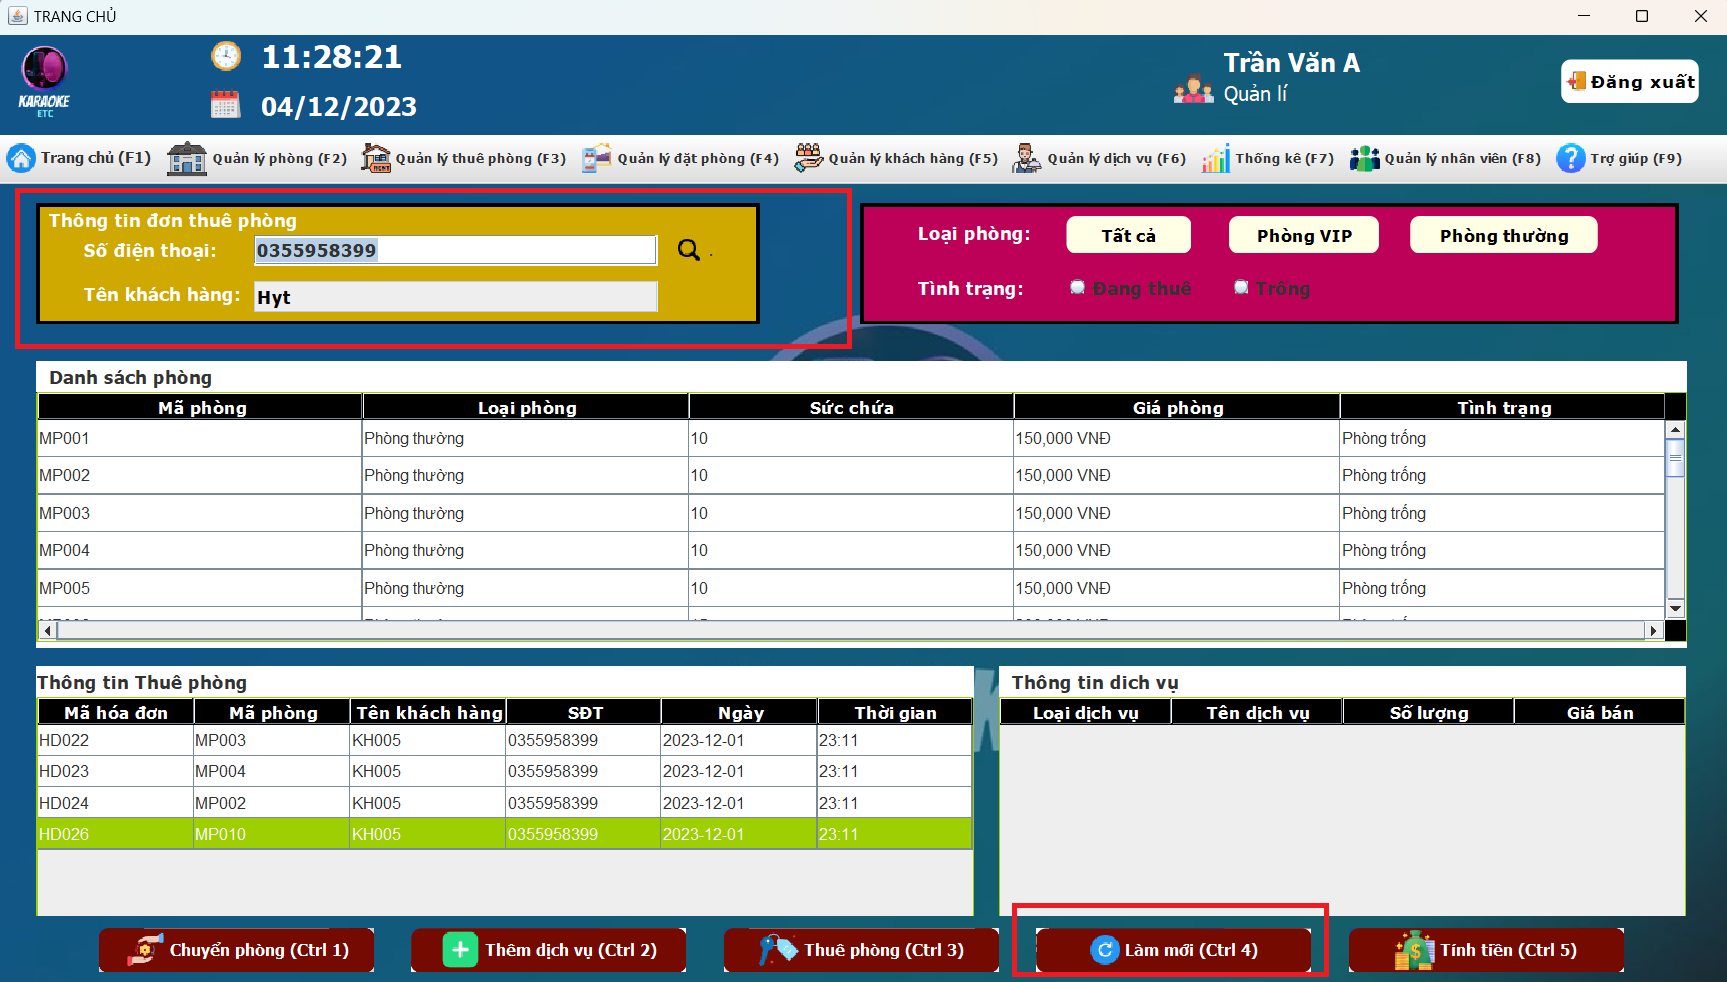 TRANG CHỦ
KARAOKE
ETC
11:28:21
04/12/2023
Trần Văn A
Quản lí
Đăng xuất
Trang chủ (F1)
Quản lý phòng (F2)
Quản lý thuê phòng (F3)
Quản lý đặt phòng (F4)
Quản lý khách hàng (F5)
Quản lý dịch vụ (F6)
Thống kê (F7)
Quản lý nhân viên (F8)
Trợ giúp (F9)
Thông tin đơn thuê phòng
Số điện thoại: 0355958399 .
Tên khách hàng: Hyt
Loại phòng: Tất cả Phòng VIP Phòng thường
Tình trạng: Đang thuê Trống
Danh sách phòng
Mã phòng Loại phòng Sức chứa Giá phòng Tình trạng
MP001 Phòng thường 10 150,000 VNĐ Phòng trống
MP002 Phòng thường 10 150,000 VNĐ Phòng trống
MP003 Phòng thường 10 150,000 VNĐ Phòng trống
MP004 Phòng thường 10 150,000 VNĐ Phòng trống
MP005 Phòng thường 10 150,000 VNĐ Phòng trống
Thông tin Thuê phòng
Mã hóa đơn Mã phòng Tên khách hàng SĐT Ngày Thời gian
HD022 MP003 KH005 0355958399 2023-12-01 23:11
HD023 MP004 KH005 0355958399 2023-12-01 23:11
HD024 MP002 KH005 0355958399 2023-12-01 23:11
HD026 MP010 KH005 0355958399 2023-12-01 23:11
Thông tin dich vụ
Loại dịch vụ Tên dịch vụ Số lượng Giá bán
Chuyển phòng (Ctrl 1)
Thêm dịch vụ (Ctrl 2)
Thuê phòng (Ctrl 3)
Làm mới (Ctrl 4)
Tính tiền (Ctrl 5)